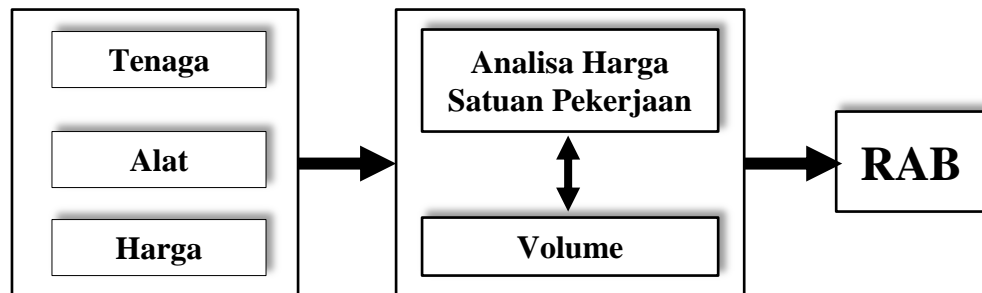 Tenaga
Alat
Harga
Analisa Harga
Satuan Pekerjaan
Volume
RAB